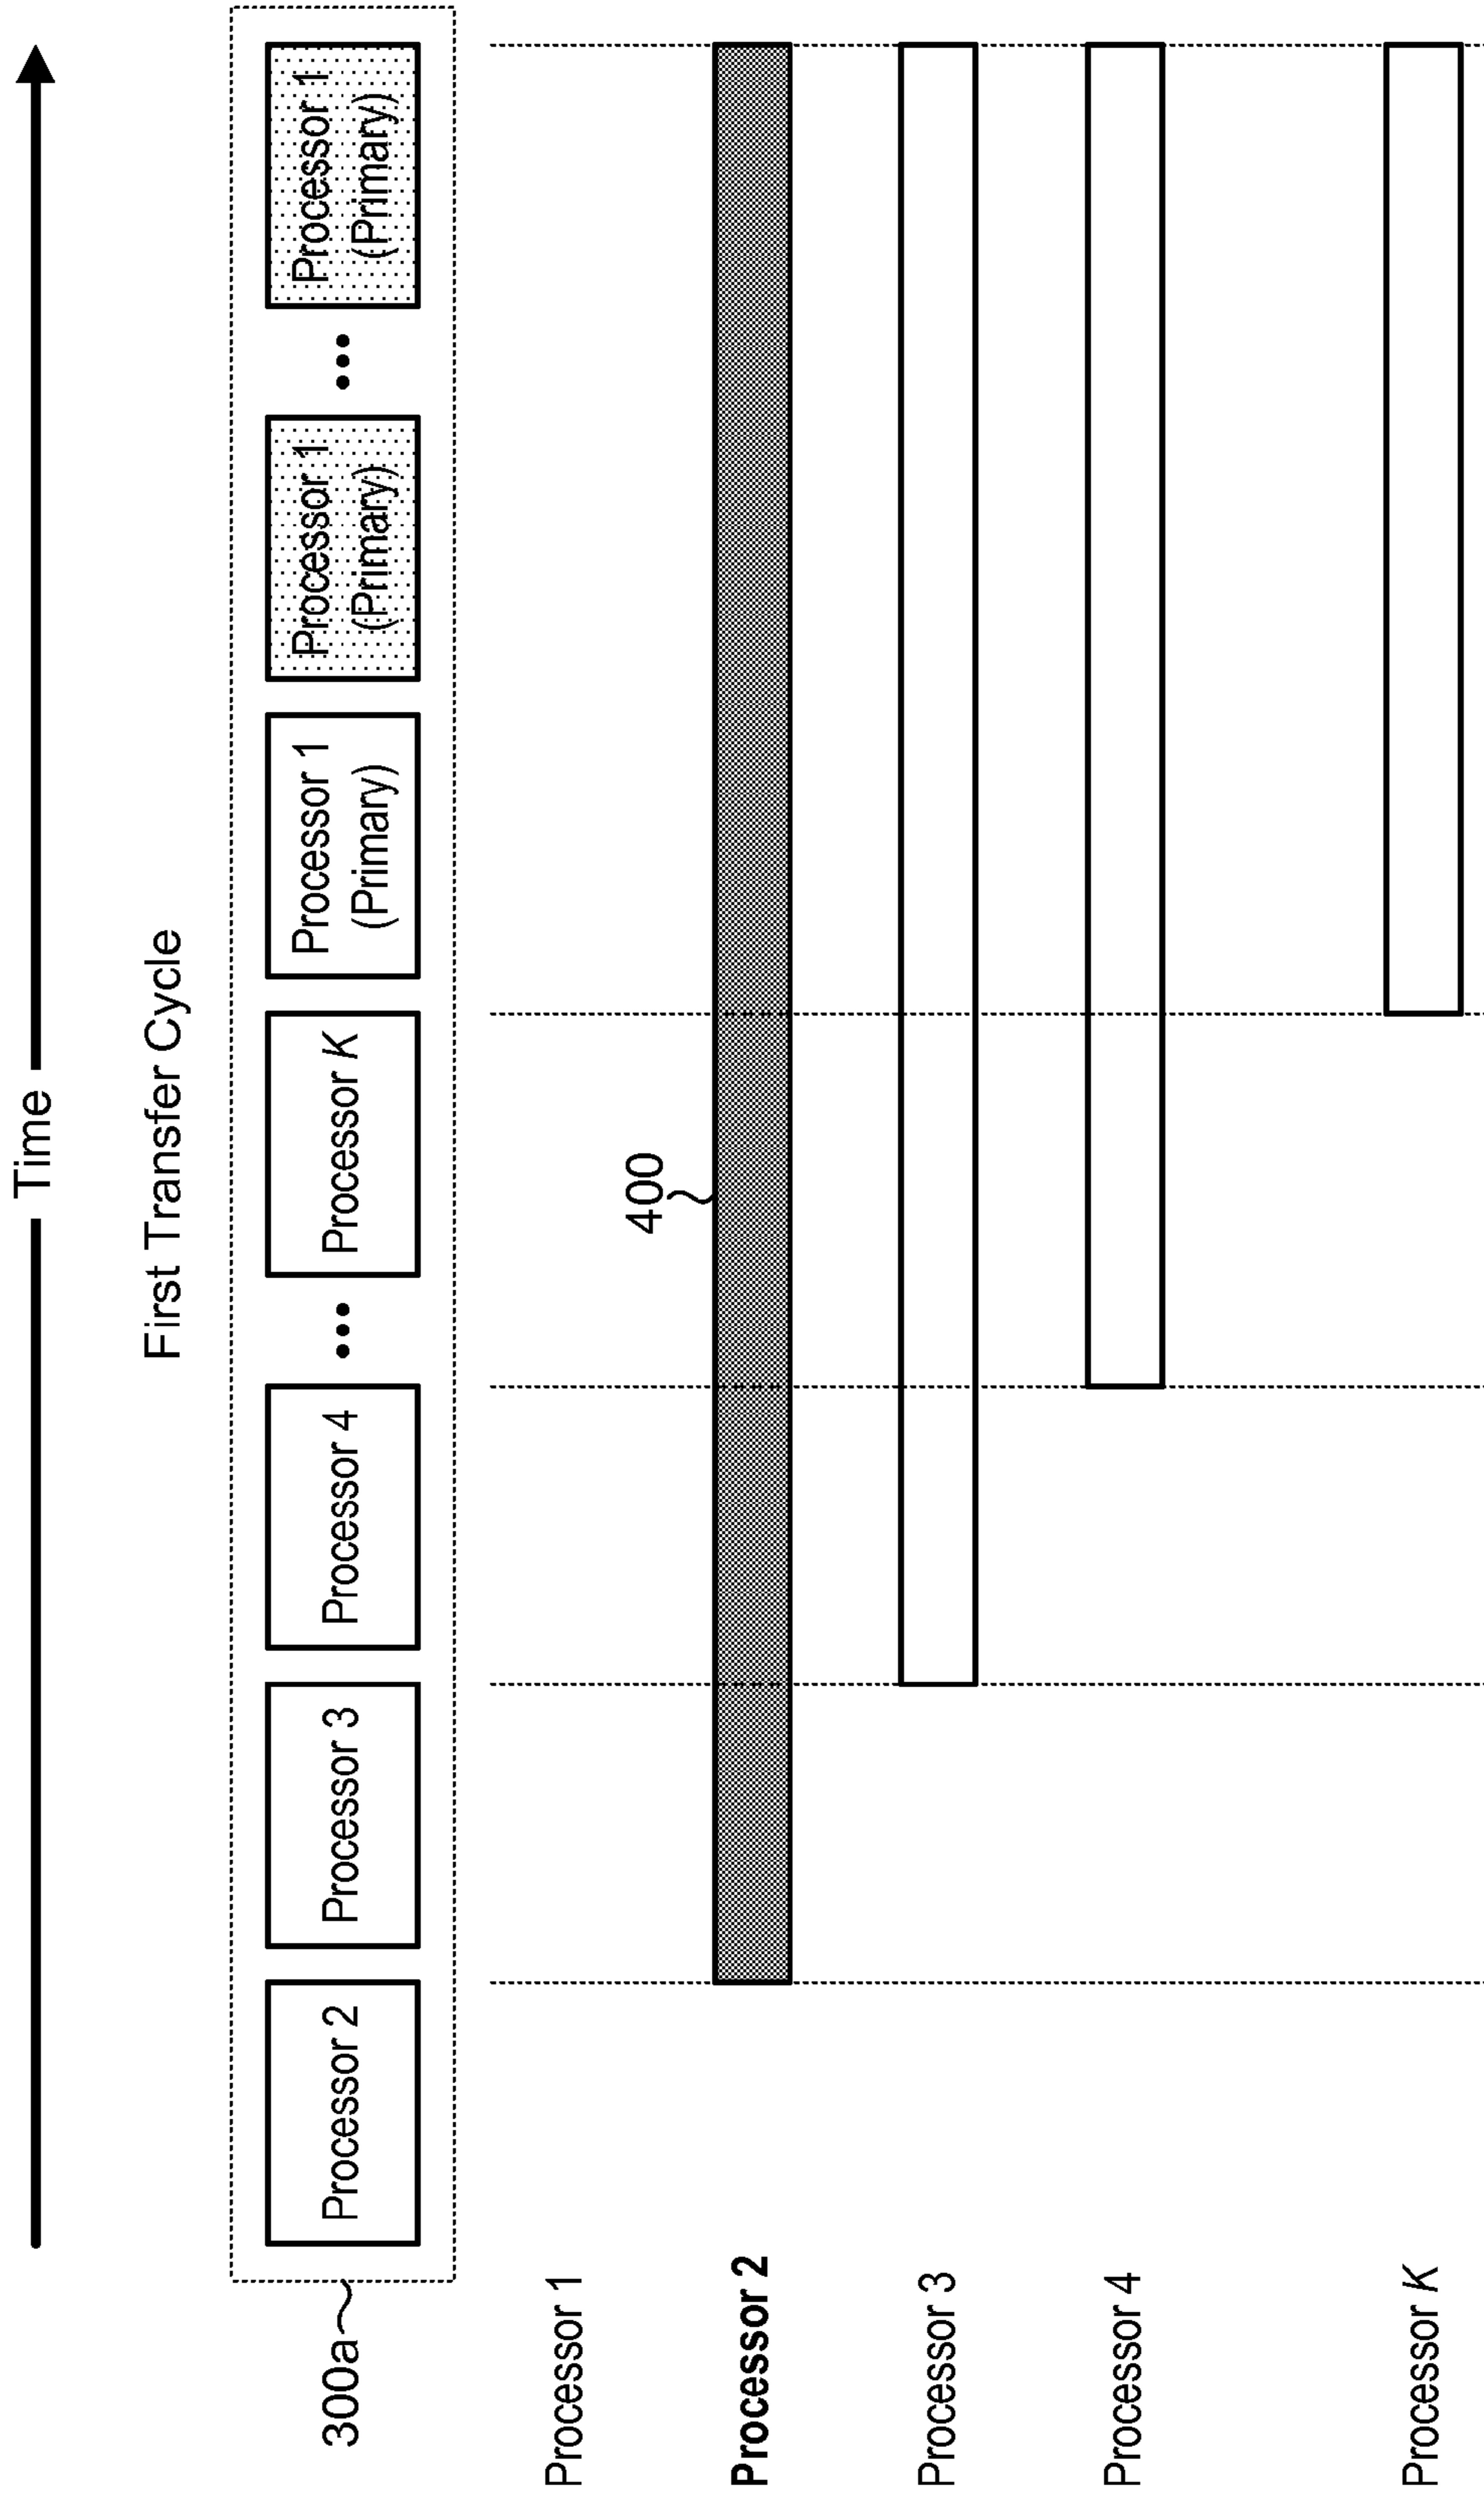 Time
First Transfer Cycle
300a
Processor 2
Processor 3
Processor 4
•••
Processor K
Processor 1
(Primary)
Processor 1
(Primary)
•••
Processor 1
(Primary)
Processor 1
400
Processor 2
Processor 3
Processor 4
Processor K